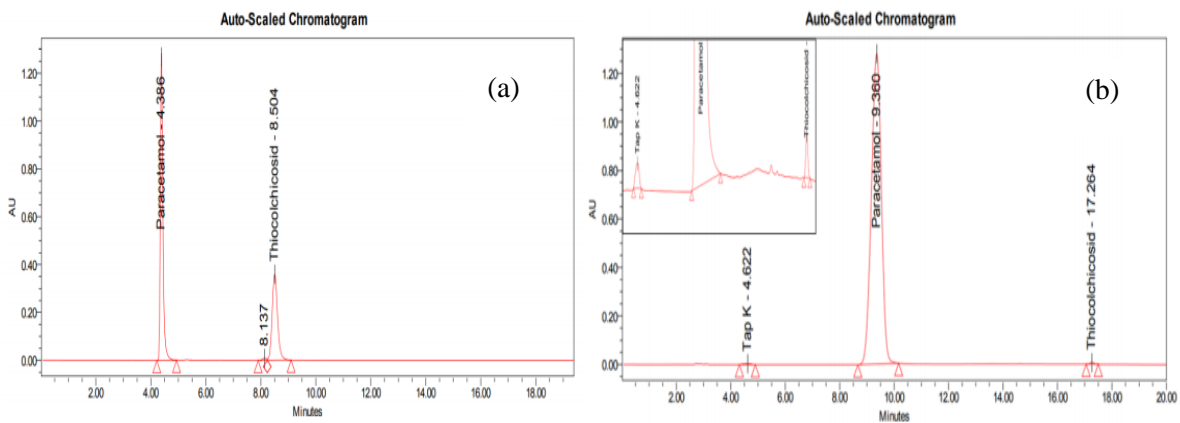 Auto-Scaled Chromatogram
(a)
AU
1.20
1.00
0.80
0.60
0.40
0.20
0.00
Paracetamol - 4.386
8.137
Thiocolchicosid - 8.504
2.00 4.00 6.00 8.00 10.00 12.00 14.00 16.00 18.00
Minutes
Auto-Scaled Chromatogram
(b)
AU
1.20
1.00
0.80
0.60
0.40
0.20
0.00
Tap K - 4.622
Paracetamol
Thiocolchicosid -
Tap K - 4.622
Paracetamol - 9.360
Thiolchicosid - 17.264
2.00 4.00 6.00 8.00 10.00 12.00 14.00 16.00 18.00 20.00
Minutes